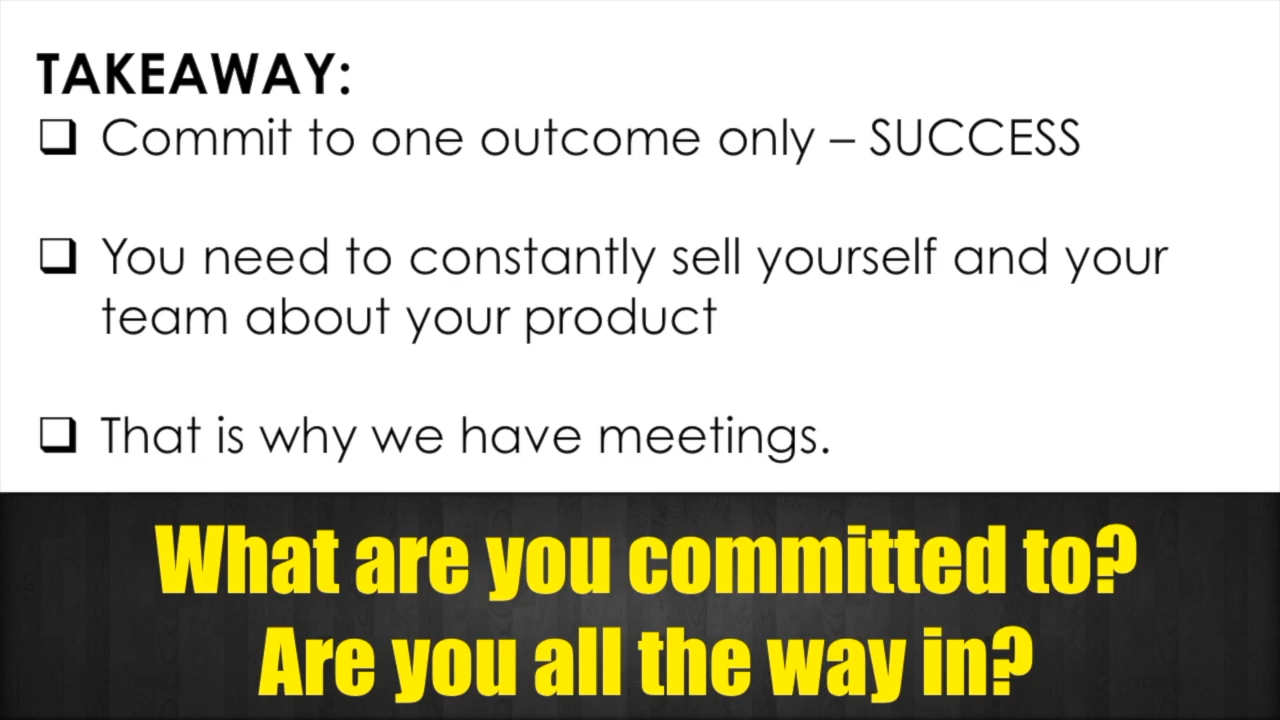 TAKEAWAY:
❑ Commit to one outcome only – SUCCESS
❑ You need to constantly sell yourself and your
team about your product
❑ That is why we have meetings.
What are you committed to?
Are you all the way in?